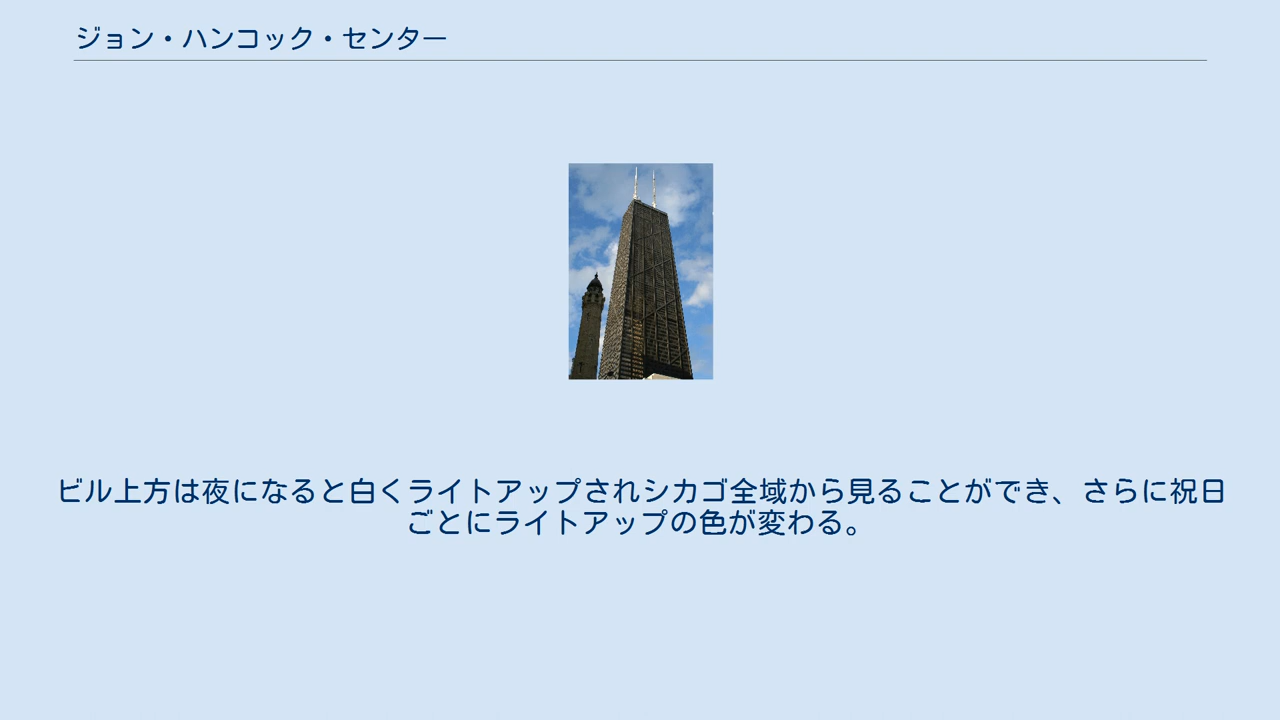 ジョン・ハンコック・センター
ビル上方は夜になると白くライトアップされシカゴ全域から見ることができ、さらに祝日
ごとにライトアップの色が変わる。